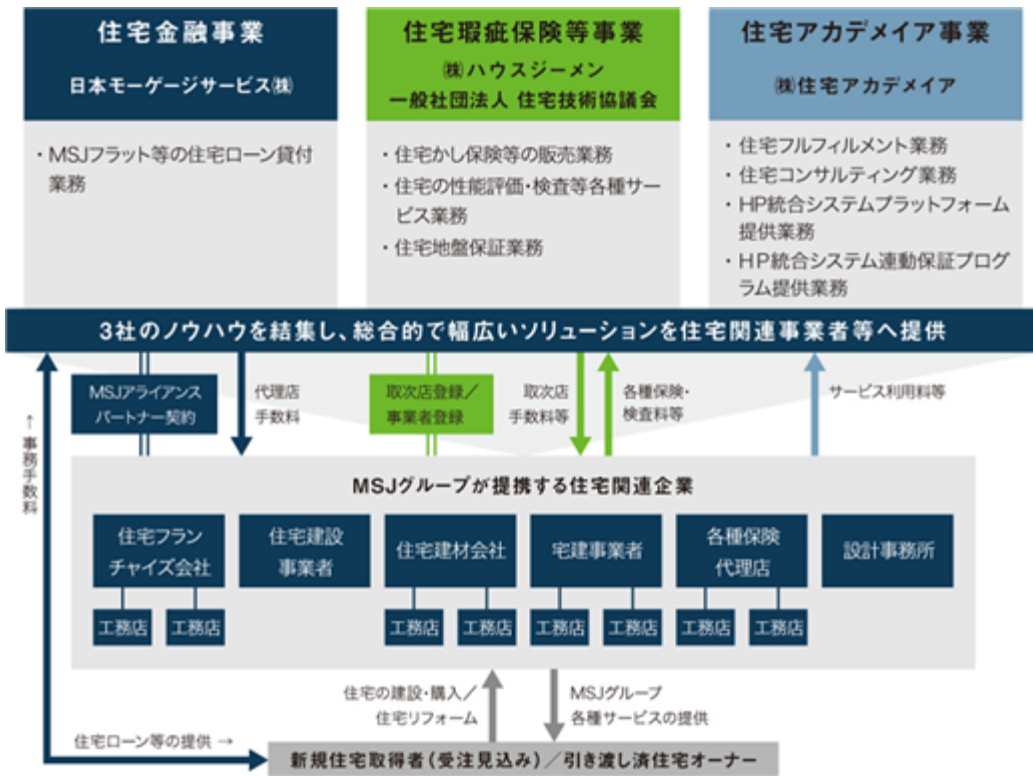 住宅金融事業
日本モーゲージサービス㈱
・MSJフラット等の住宅ローン貸付
業務
住宅瑕疵保険等事業
㈱ハウスジーメン
一般社団法人 住宅技術協議会
・住宅かし保険等の販売業務
・住宅の性能評価・検査等各種サー
ビス業務
・住宅地盤保証業務
住宅アカデメイア事業
㈱住宅アカデメイア
・住宅フルフィルメント業務
・住宅コンサルティング業務
・HP統合システムプラットフォーム
提供業務
・HP統合システム連動保証プログ
ラム提供業務
3社のノウハウを結集し、総合的で幅広いソリューションを住宅関連事業者等へ提供
MSJアライアンス
パートナー契約
代理店
手数料
取次店登録／
事業者登録
取次店
手数料等
各種保険・
検査料等
サービス利用料等
↑事務手数料
MSJグループが提携する住宅関連企業
住宅フラン
チャイズ会社
住宅建設
事業者
住宅建材会社
宅建事業者
各種保険
代理店
設計事務所
工務店
工務店
工務店
工務店
工務店
工務店
工務店
工務店
住宅の建設・購入／
住宅リフォーム
MSJグループ
各種サービスの提供
住宅ローン等の提供 →
新規住宅取得者（受注見込み）／引き渡し済住宅オーナー